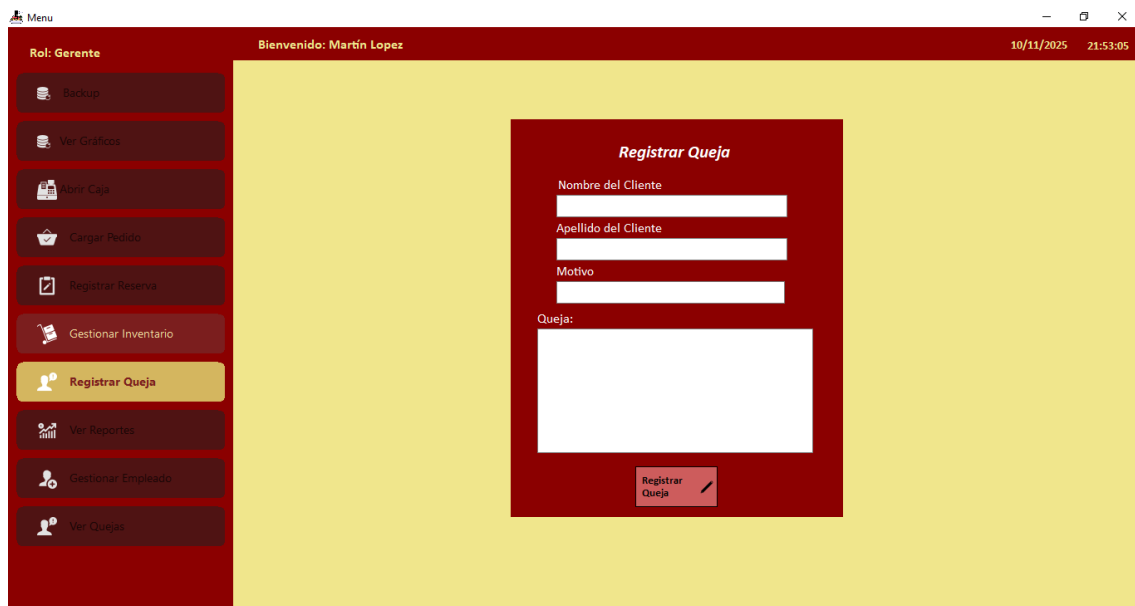 Menu
Rol: Gerente
Bienvenido: Martín Lopez
10/11/2025
21:53:05
Backup
Ver Gráficos
Abrir Caja
Cargar Pedido
Registrar Reserva
Gestionar Inventario
Registrar Queja
Ver Reportes
Gestionar Empleado
Ver Quejas
Registrar Queja
Nombre del Cliente
Apellido del Cliente
Motivo
Queja:
Registrar
Queja